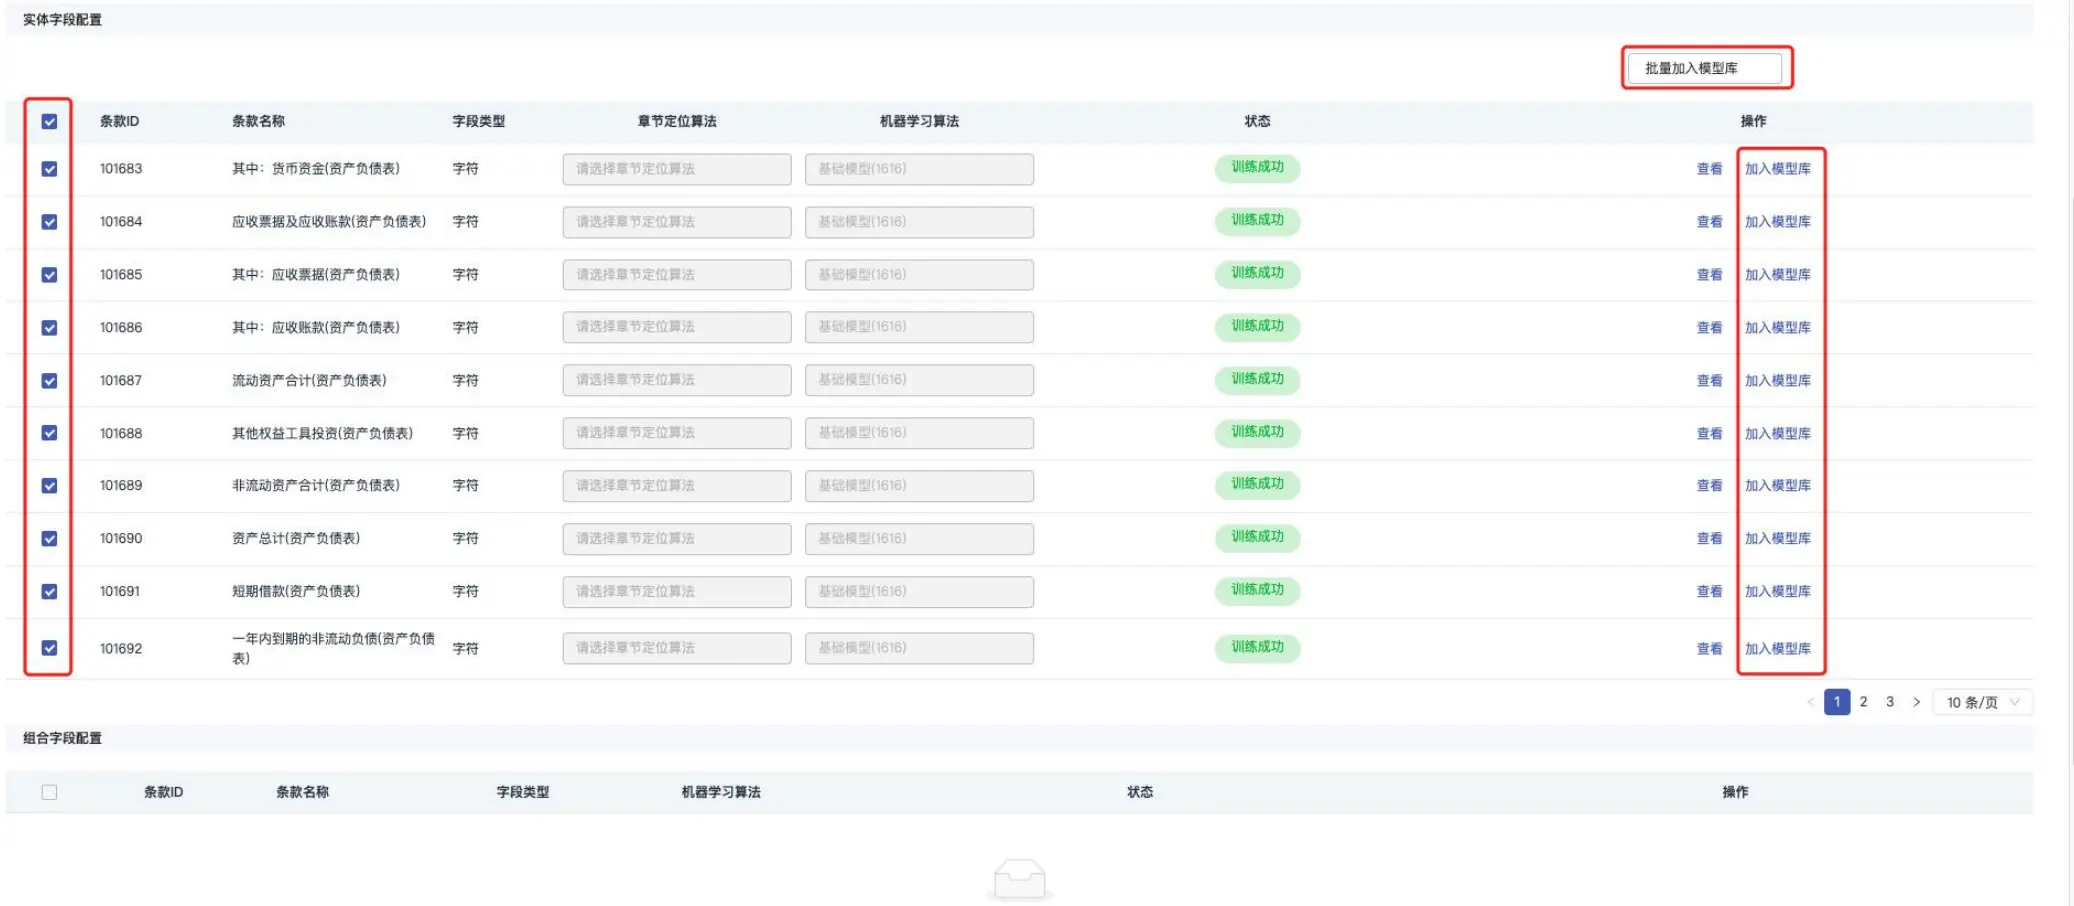 实体字段配置
批量加入模型库
条款ID 条款名称 字段类型 章节定位算法 机器学习算法 状态 操作
101683 其中：货币资金(资产负债表) 字符 请选择章节定位算法 基础模型(1616) 训练成功 查看 加入模型库
101684 应收票据及应收账款(资产负债表) 字符 请选择章节定位算法 基础模型(1616) 训练成功 查看 加入模型库
101685 其中：应收票据(资产负债表) 字符 请选择章节定位算法 基础模型(1616) 训练成功 查看 加入模型库
101686 其中：应收账款(资产负债表) 字符 请选择章节定位算法 基础模型(1616) 训练成功 查看 加入模型库
101687 流动资产合计(资产负债表) 字符 请选择章节定位算法 基础模型(1616) 训练成功 查看 加入模型库
101688 其他权益工具投资(资产负债表) 字符 请选择章节定位算法 基础模型(1616) 训练成功 查看 加入模型库
101689 非流动资产合计(资产负债表) 字符 请选择章节定位算法 基础模型(1616) 训练成功 查看 加入模型库
101690 资产总计(资产负债表) 字符 请选择章节定位算法 基础模型(1616) 训练成功 查看 加入模型库
101691 短期借款(资产负债表) 字符 请选择章节定位算法 基础模型(1616) 训练成功 查看 加入模型库
101692 一年内到期的非流动负债(资产负债 字符 请选择章节定位算法 基础模型(1616) 训练成功 查看 加入模型库
表)
< 1 2 3 > 10 条/页
组合字段配置
条款ID 条款名称 字段类型 机器学习算法 状态 操作